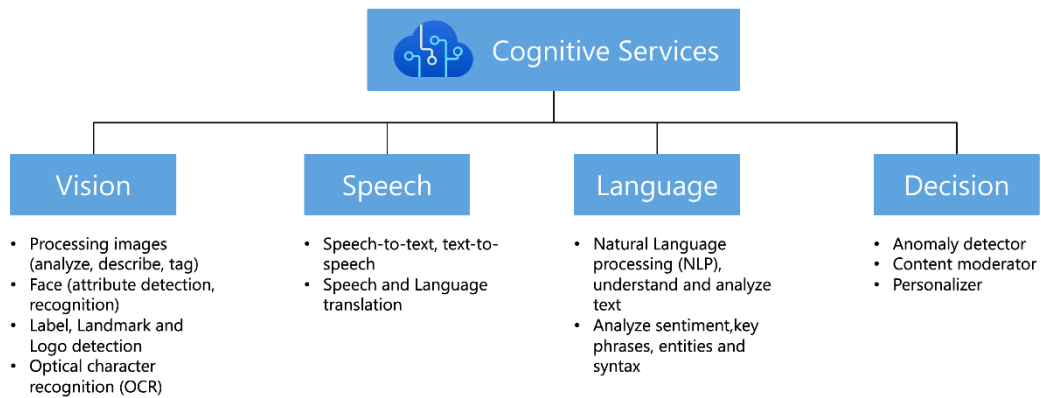 Cognitive Services
Vision
Speech
Language
Decision
• Processing images
(analyze, describe, tag)
• Face (attribute detection,
recognition)
• Label, Landmark and
Logo detection
• Optical character
recognition (OCR)
• Speech-to-text, text-to-
speech
• Speech and Language
translation
• Natural Language
processing (NLP),
understand and analyze
text
• Analyze sentiment,key
phrases, entities and
syntax
• Anomaly detector
• Content moderator
• Personalizer